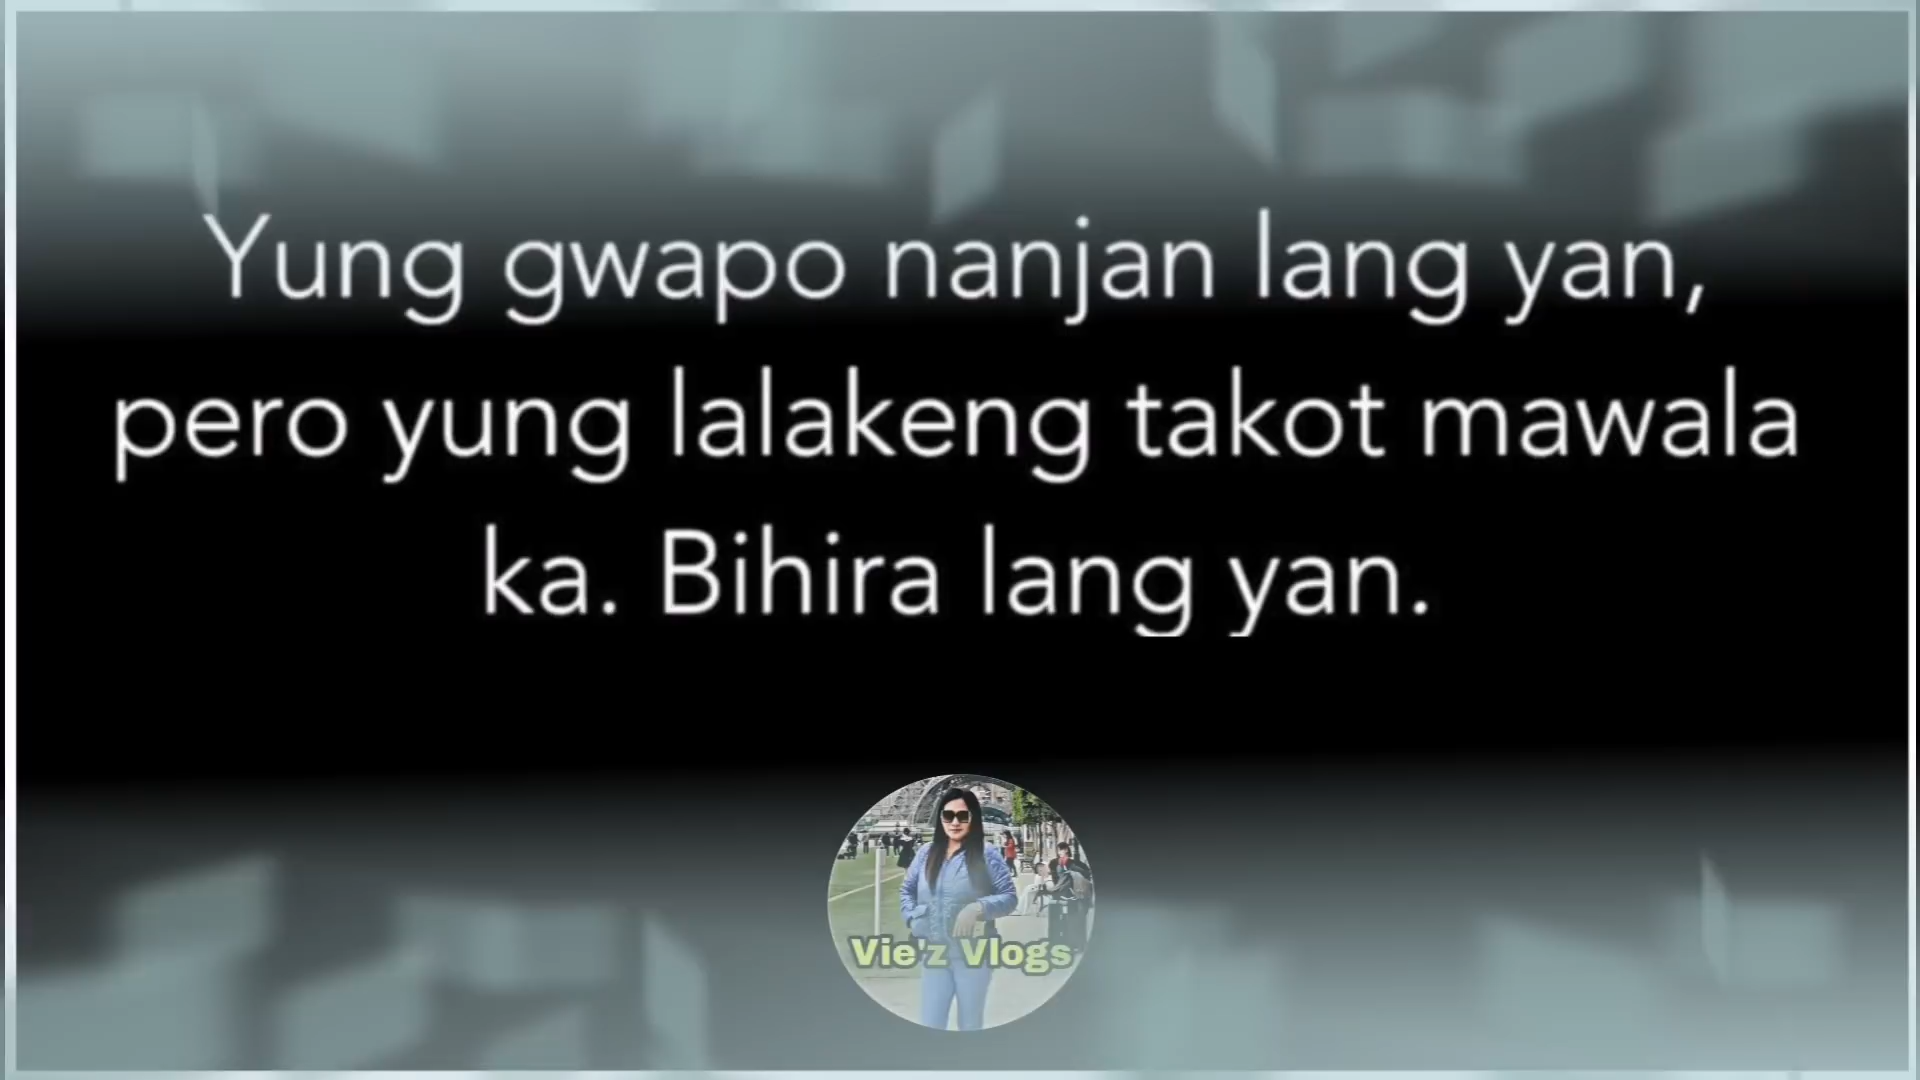 Yung gwapo nanjan lang yan,
pero yung lalakeng takot mawala
ka. Bihira lang yan.
Vie'z Vlogs